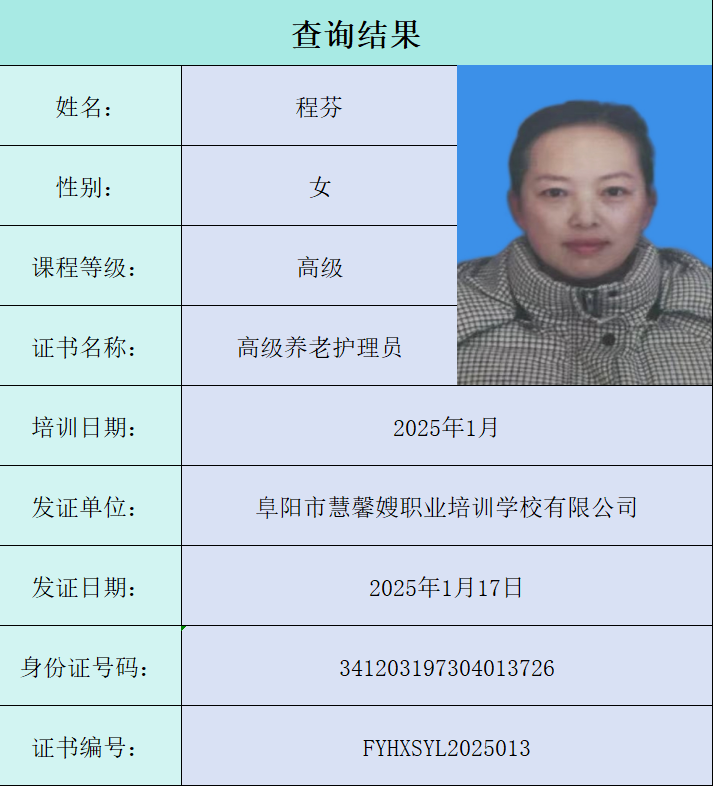 查询结果
姓名： 程芬
性别： 女
课程等级： 高级
证书名称： 高级养老护理员
培训日期： 2025年1月
发证单位： 阜阳市慧馨嫂职业培训学校有限公司
发证日期： 2025年1月17日
身份证号码： 341203197304013726
证书编号： FYHXSYL2025013